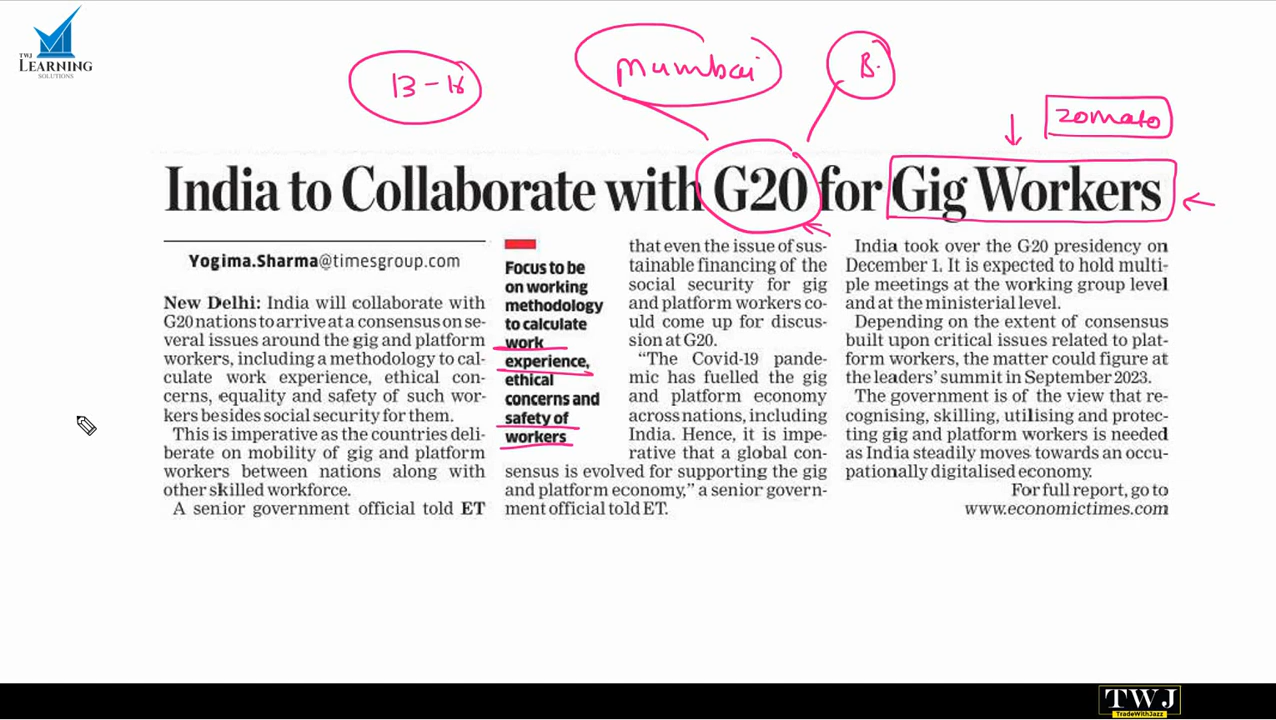 TWJ
LEARNING
SOLUTIONS
13-16
mumbai
B.
zomato
India to Collaborate with G20 for Gig Workers
Yogima.Sharma@timesgroup.com
New Delhi: India will collaborate with
G20 nations to arrive at a consensus on se-
veral issues around the gig and platform
workers, including a methodology to cal-
culate work experience, ethical con-
cerns, equality and safety of such wor-
kers besides social security for them.
This is imperative as the countries deli-
berate on mobility of gig and platform
workers between nations along with
other skilled workforce.
A senior government official told ET
Focus to be
on working
methodology
to calculate
work
experience,
ethical
concerns and
safety of
workers
that even the issue of sus-
tainable financing of the
social security for gig
and platform workers co-
uld come up for discus-
sion at G20.
“The Covid-19 pande-
mic has fuelled the gig
and platform economy
across nations, including
India. Hence, it is impe-
rative that a global con-
sensus is evolved for supporting the gig
and platform economy,” a senior govern-
ment official told ET.
India took over the G20 presidency on
December 1. It is expected to hold multi-
ple meetings at the working group level
and at the ministerial level.
Depending on the extent of consensus
built upon critical issues related to plat-
form workers, the matter could figure at
the leaders’ summit in September 2023.
The government is of the view that re-
cognising, skilling, utilising and protec-
ting gig and platform workers is needed
as India steadily moves towards an occu-
pationally digitalised economy.
For full report, go to
www.economictimes.com
TWJ
TradeWithJazz